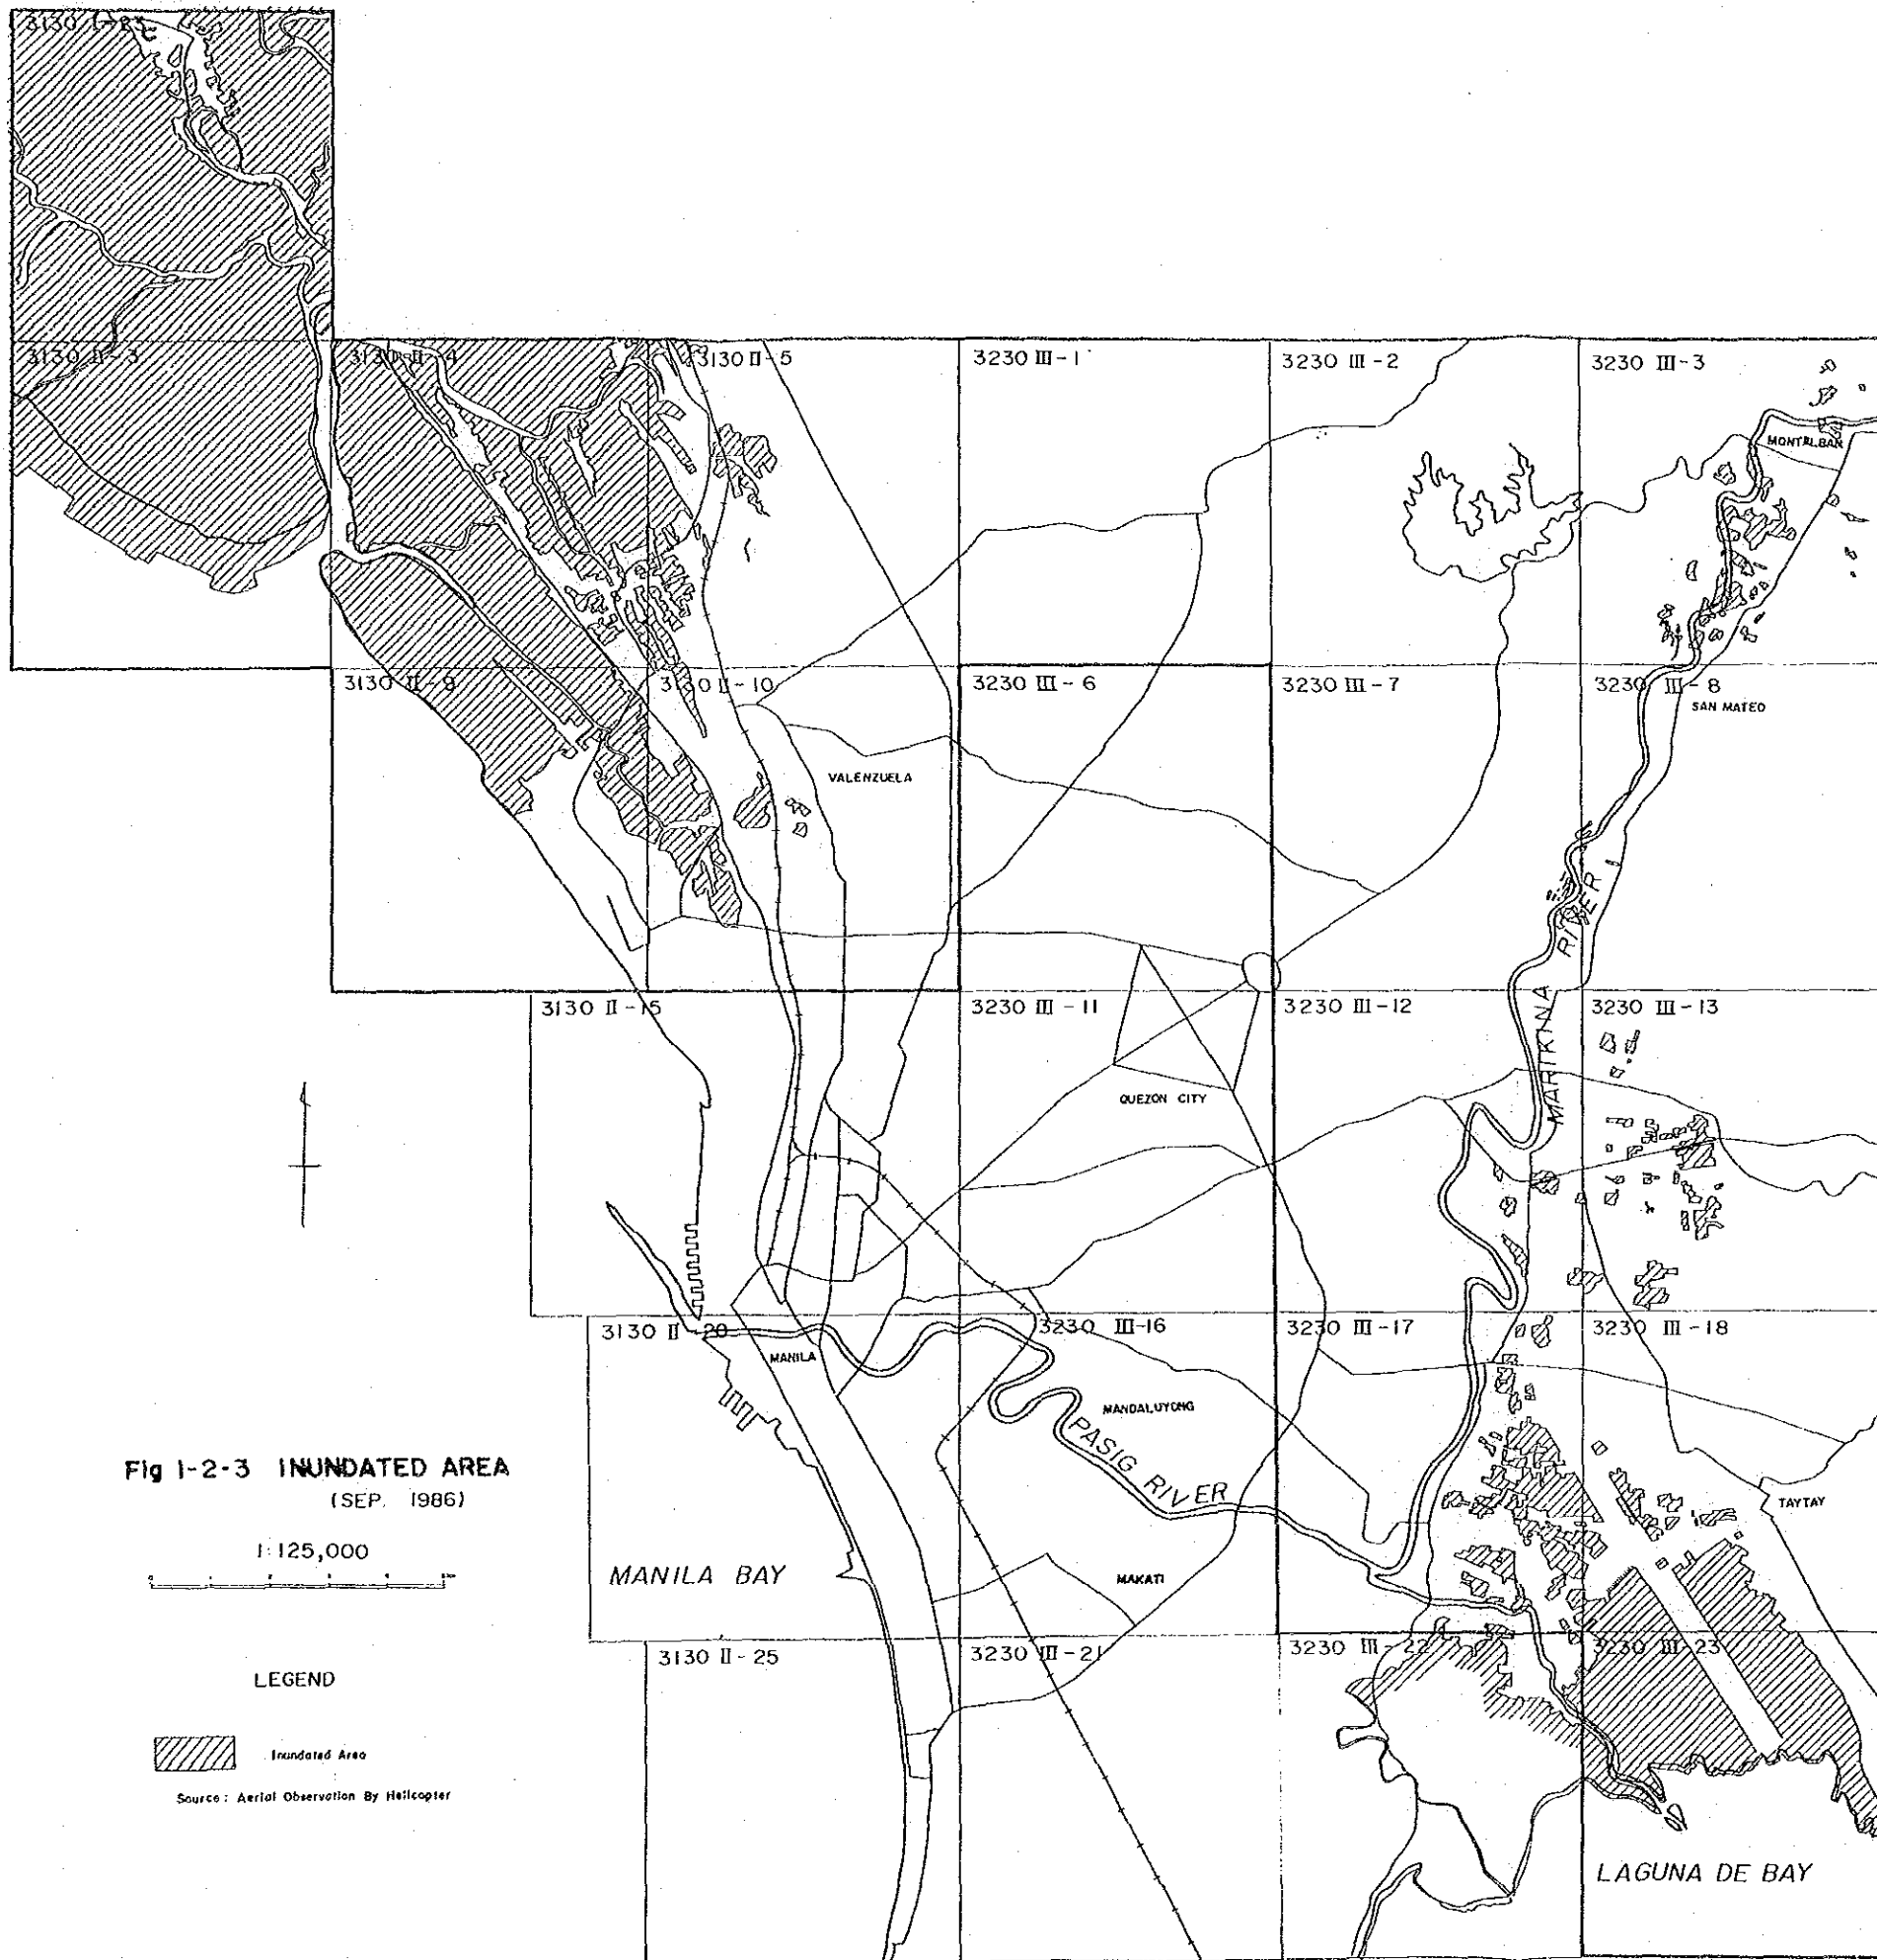 3130 I-23
3130 II-3
3130 II-4
3130 II-5
3230 III-1
3230 III-2
3230 III-3
MONTALBAN
3130 II-9
3130 II-10
3230 III-6
3230 III-7
3230 III-8
SAN MATEO
VALENZUELA
MARIKINA RIVER
3130 II-15
3230 III-11
3230 III-12
3230 III-13
QUEZON CITY
3130 II-20
3230 III-16
3230 III-17
3230 III-18
MANILA
MANDALUYONG
PASIG RIVER
TAYTAY
Fig 1-2-3 INUNDATED AREA
(SEP. 1986)
1:125,000
MANILA BAY
MAKATI
3130 II-25
3230 III-21
3230 III-22
3230 III-23
LEGEND
Inundated Area
Source: Aerial Observation By Helicopter
LAGUNA DE BAY